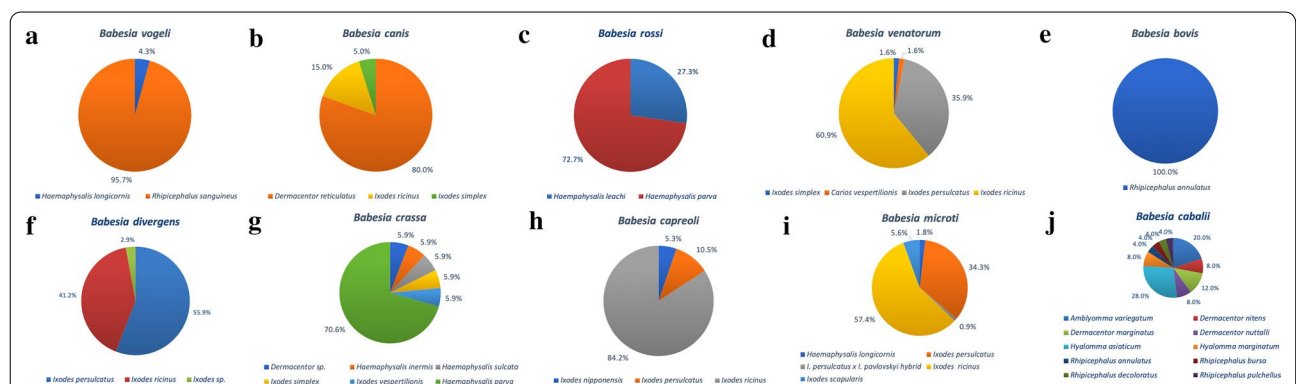 a
Babesia vogeli
4.3%
95.7%
Haemaphysalis longicornis Rhipicephalus sanguineus
b
Babesia canis
5.0%
15.0%
80.0%
Dermacentor reticulatus Ixodes ricinus Ixodes simplex
c
Babesia rossi
27.3%
72.7%
Haempahysalis leachi Haemaphysalis parva
d
Babesia venatorum
1.6% 1.6%
35.9%
60.9%
Ixodes simplex Carios vespertilionis Ixodes persulcatus Ixodes ricinus
e
Babesia bovis
100.0%
Rhipicephalus annulatus
f
Babesia divergens
2.9%
41.2%
55.9%
Ixodes persulcatus Ixodes ricinus Ixodes sp.
g
Babesia crassa
5.9%
5.9%
5.9%
5.9%
5.9%
70.6%
Dermacentor sp. Haemaphysalis inermis Haemaphysalis sulcata
Ixodes simplex Ixodes vespertilionis Haemaphysalis parva
h
Babesia capreoli
5.3%
10.5%
84.2%
Ixodes nipponensis Ixodes persulcatus Ixodes ricinus
i
Babesia microti
5.6% 1.8%
34.3%
57.4%
0.9%
Haemaphysalis longicornis Ixodes persulcatus
I. persulcatus x I. pavlovskyi hybrid Ixodes ricinus
Ixodes scapularis
j
Babesia cabalii
4.0% 4.0%
4.0%
4.0%
20.0%
8.0%
8.0%
12.0%
28.0%
8.0%
Amblyomma variegatum Dermacentor nitens
Dermacentor marginatus Dermacentor nuttalli
Hyalomma asiaticum Hyalomma marginatum
Rhipicephalus annulatus Rhipicephalus bursa
Rhipicephalus decoloratus Rhipicephalus pulchellus